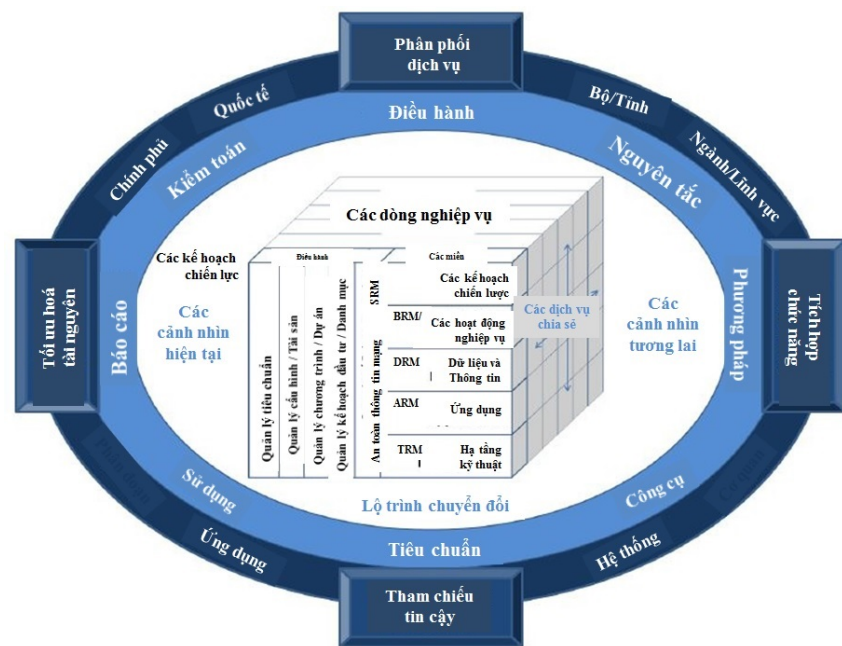 Phân phối
dịch vụ
Quốc tế
Bộ/Tỉnh
Điều hành
Chính phủ
Kiểm toán
Nguyên tắc
Ngành/Lĩnh vực
Các dòng nghiệp vụ
Các kế hoạch
chiến lực
Điều hành
Các miền
Tối ưu hoá
tài nguyên
Báo cáo
Các
cảnh nhìn
hiện tại
Quản lý tiêu chuẩn
Quản lý cấu hình / Tài sản
Quản lý chương trình / Dự án
Quản lý kế hoạch đầu tư / Danh mục
An toàn thông tin mạng
SRM
Các kế hoạch
chiến lược
BRM/
Các hoạt động
nghiệp vụ
DRM
Dữ liệu và
Thông tin
ARM
Ứng dụng
TRM
Hạ tầng
kỹ thuật
Các dịch vụ
chia sẻ
Các
cảnh nhìn
tương lai
Phương pháp
Tích hợp
chức năng
Phân đoạn
Sử dụng
Lộ trình chuyển đổi
Công cụ
Cơ quan
Ứng dụng
Tiêu chuẩn
Hệ thống
Tham chiếu
tin cậy